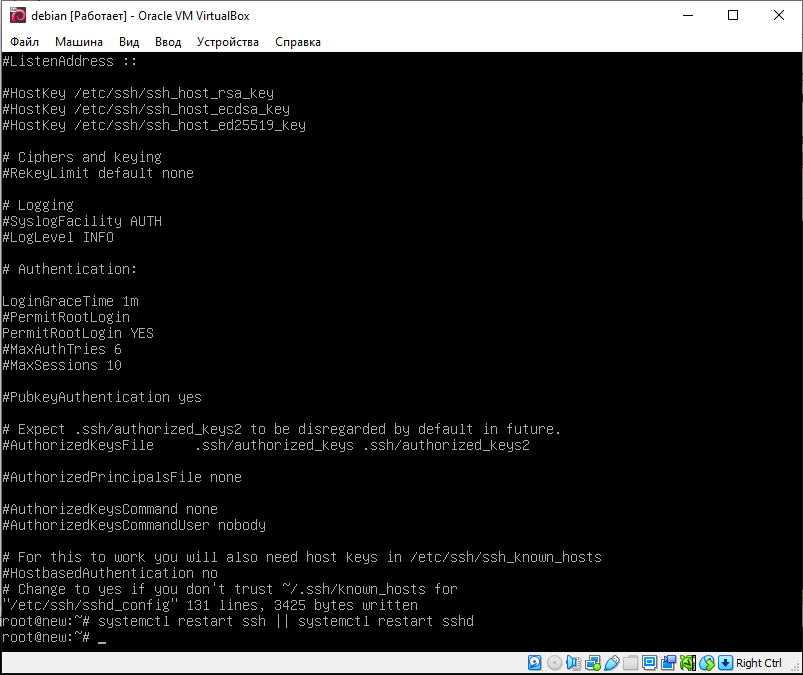 debian [Работает] - Oracle VM VirtualBox
Файл Машина Вид Ввод Устройства Справка
#ListenAddress ::
#HostKey /etc/ssh/ssh_host_rsa_key
#HostKey /etc/ssh/ssh_host_ecdsa_key
#HostKey /etc/ssh/ssh_host_ed25519_key
# Ciphers and keying
#RekeyLimit default none
# Logging
#SyslogFacility AUTH
#LogLevel INFO
# Authentication:
LoginGraceTime 1m
#PermitRootLogin
PermitRootLogin YES
#MaxAuthTries 6
#MaxSessions 10
#PubkeyAuthentication yes
# Expect .ssh/authorized_keys2 to be disregarded by default in future.
#AuthorizedKeysFile     .ssh/authorized_keys .ssh/authorized_keys2
#AuthorizedPrincipalsFile none
#AuthorizedKeysCommand none
#AuthorizedKeysCommandUser nobody
# For this to work you will also need host keys in /etc/ssh/ssh_known_hosts
#HostbasedAuthentication no
# Change to yes if you don't trust ~/.ssh/known_hosts for
"/etc/ssh/sshd_config" 131 lines, 3425 bytes written
root@new:~# systemctl restart ssh || systemctl restart sshd
root@new:~# _
Right Ctrl